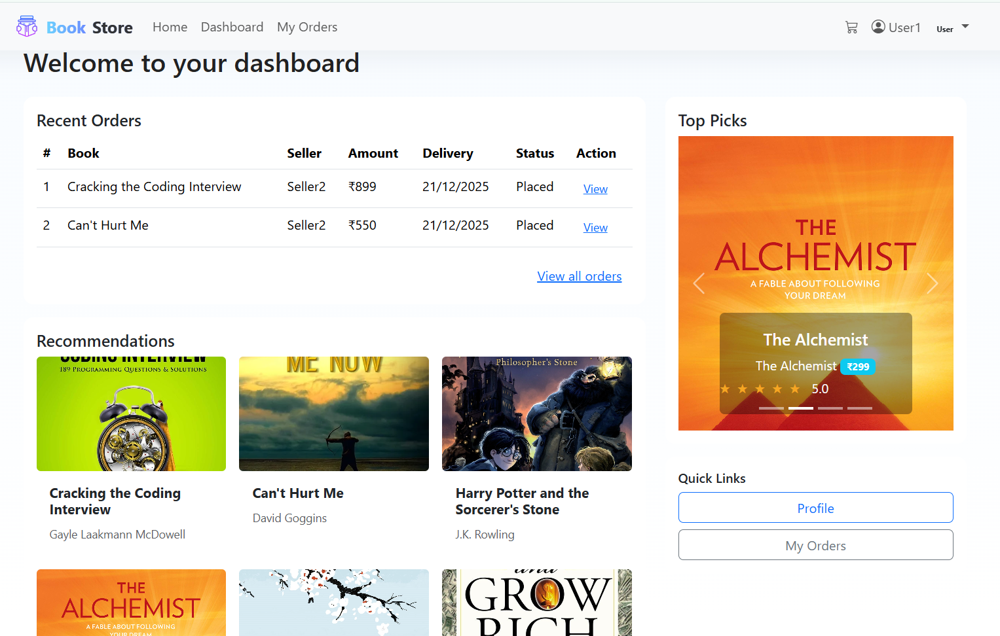 Book Store Home Dashboard My Orders User1 User
Welcome to your dashboard
Recent Orders
# Book Seller Amount Delivery Status Action
1 Cracking the Coding Interview Seller2 ₹899 21/12/2025 Placed View
2 Can't Hurt Me Seller2 ₹550 21/12/2025 Placed View
View all orders
Top Picks
THE
ALCHEMIST
A FABLE ABOUT FOLLOWING
YOUR DREAM
The Alchemist
The Alchemist ₹299
★ ★ ★ ★ ★ 5.0
Recommendations
CODING INTERVIEW
189 PROGRAMMING QUESTIONS & SOLUTIONS
ME NOW
Philosopher's Stone
Cracking the Coding
Interview
Gayle Laakmann McDowell
Can't Hurt Me
David Goggins
Harry Potter and the
Sorcerer's Stone
J.K. Rowling
Quick Links
Profile
My Orders
THE
ALCHEMIST
A FABLE ABOUT FOLLOWING
YOUR DREAM
and
GROW
RICH